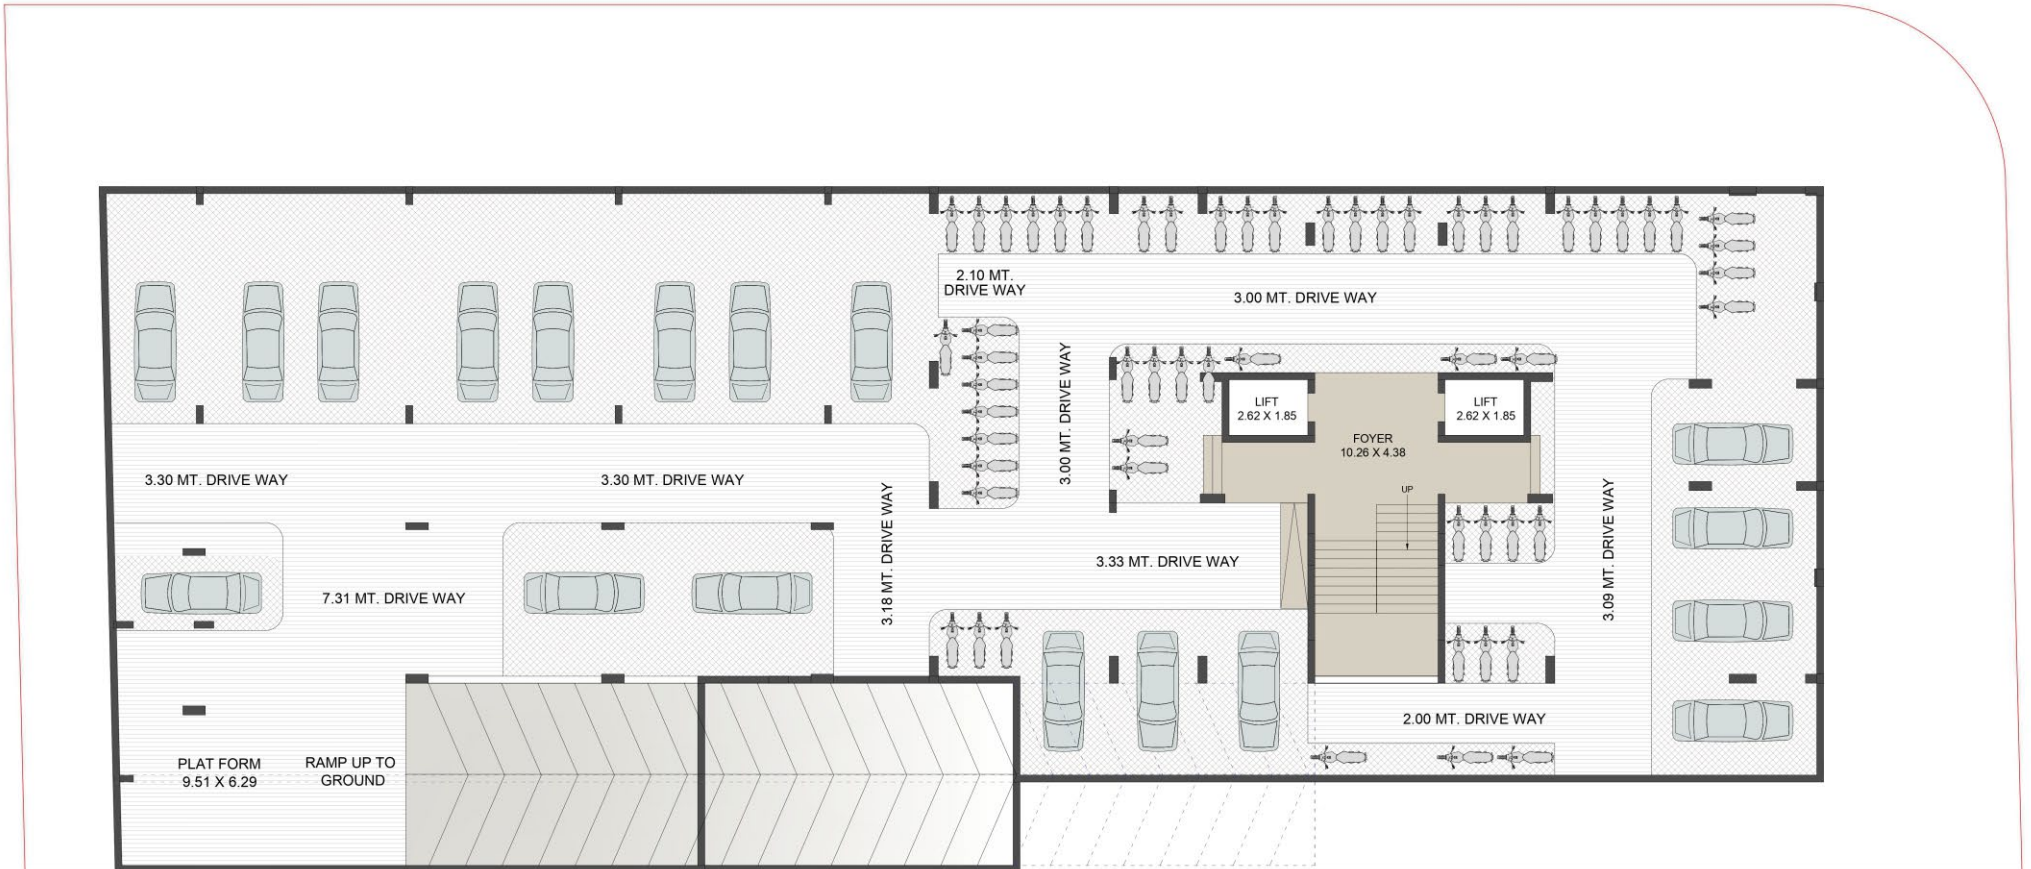 2.10 MT.
DRIVE WAY
3.00 MT. DRIVE WAY
3.00 MT. DRIVE WAY
LIFT
2.62 X 1.85
LIFT
2.62 X 1.85
FOYER
10.26 X 4.38
UP
3.30 MT. DRIVE WAY
3.30 MT. DRIVE WAY
3.18 MT. DRIVE WAY
3.33 MT. DRIVE WAY
3.09 MT. DRIVE WAY
7.31 MT. DRIVE WAY
2.00 MT. DRIVE WAY
PLAT FORM
9.51 X 6.29
RAMP UP TO
GROUND